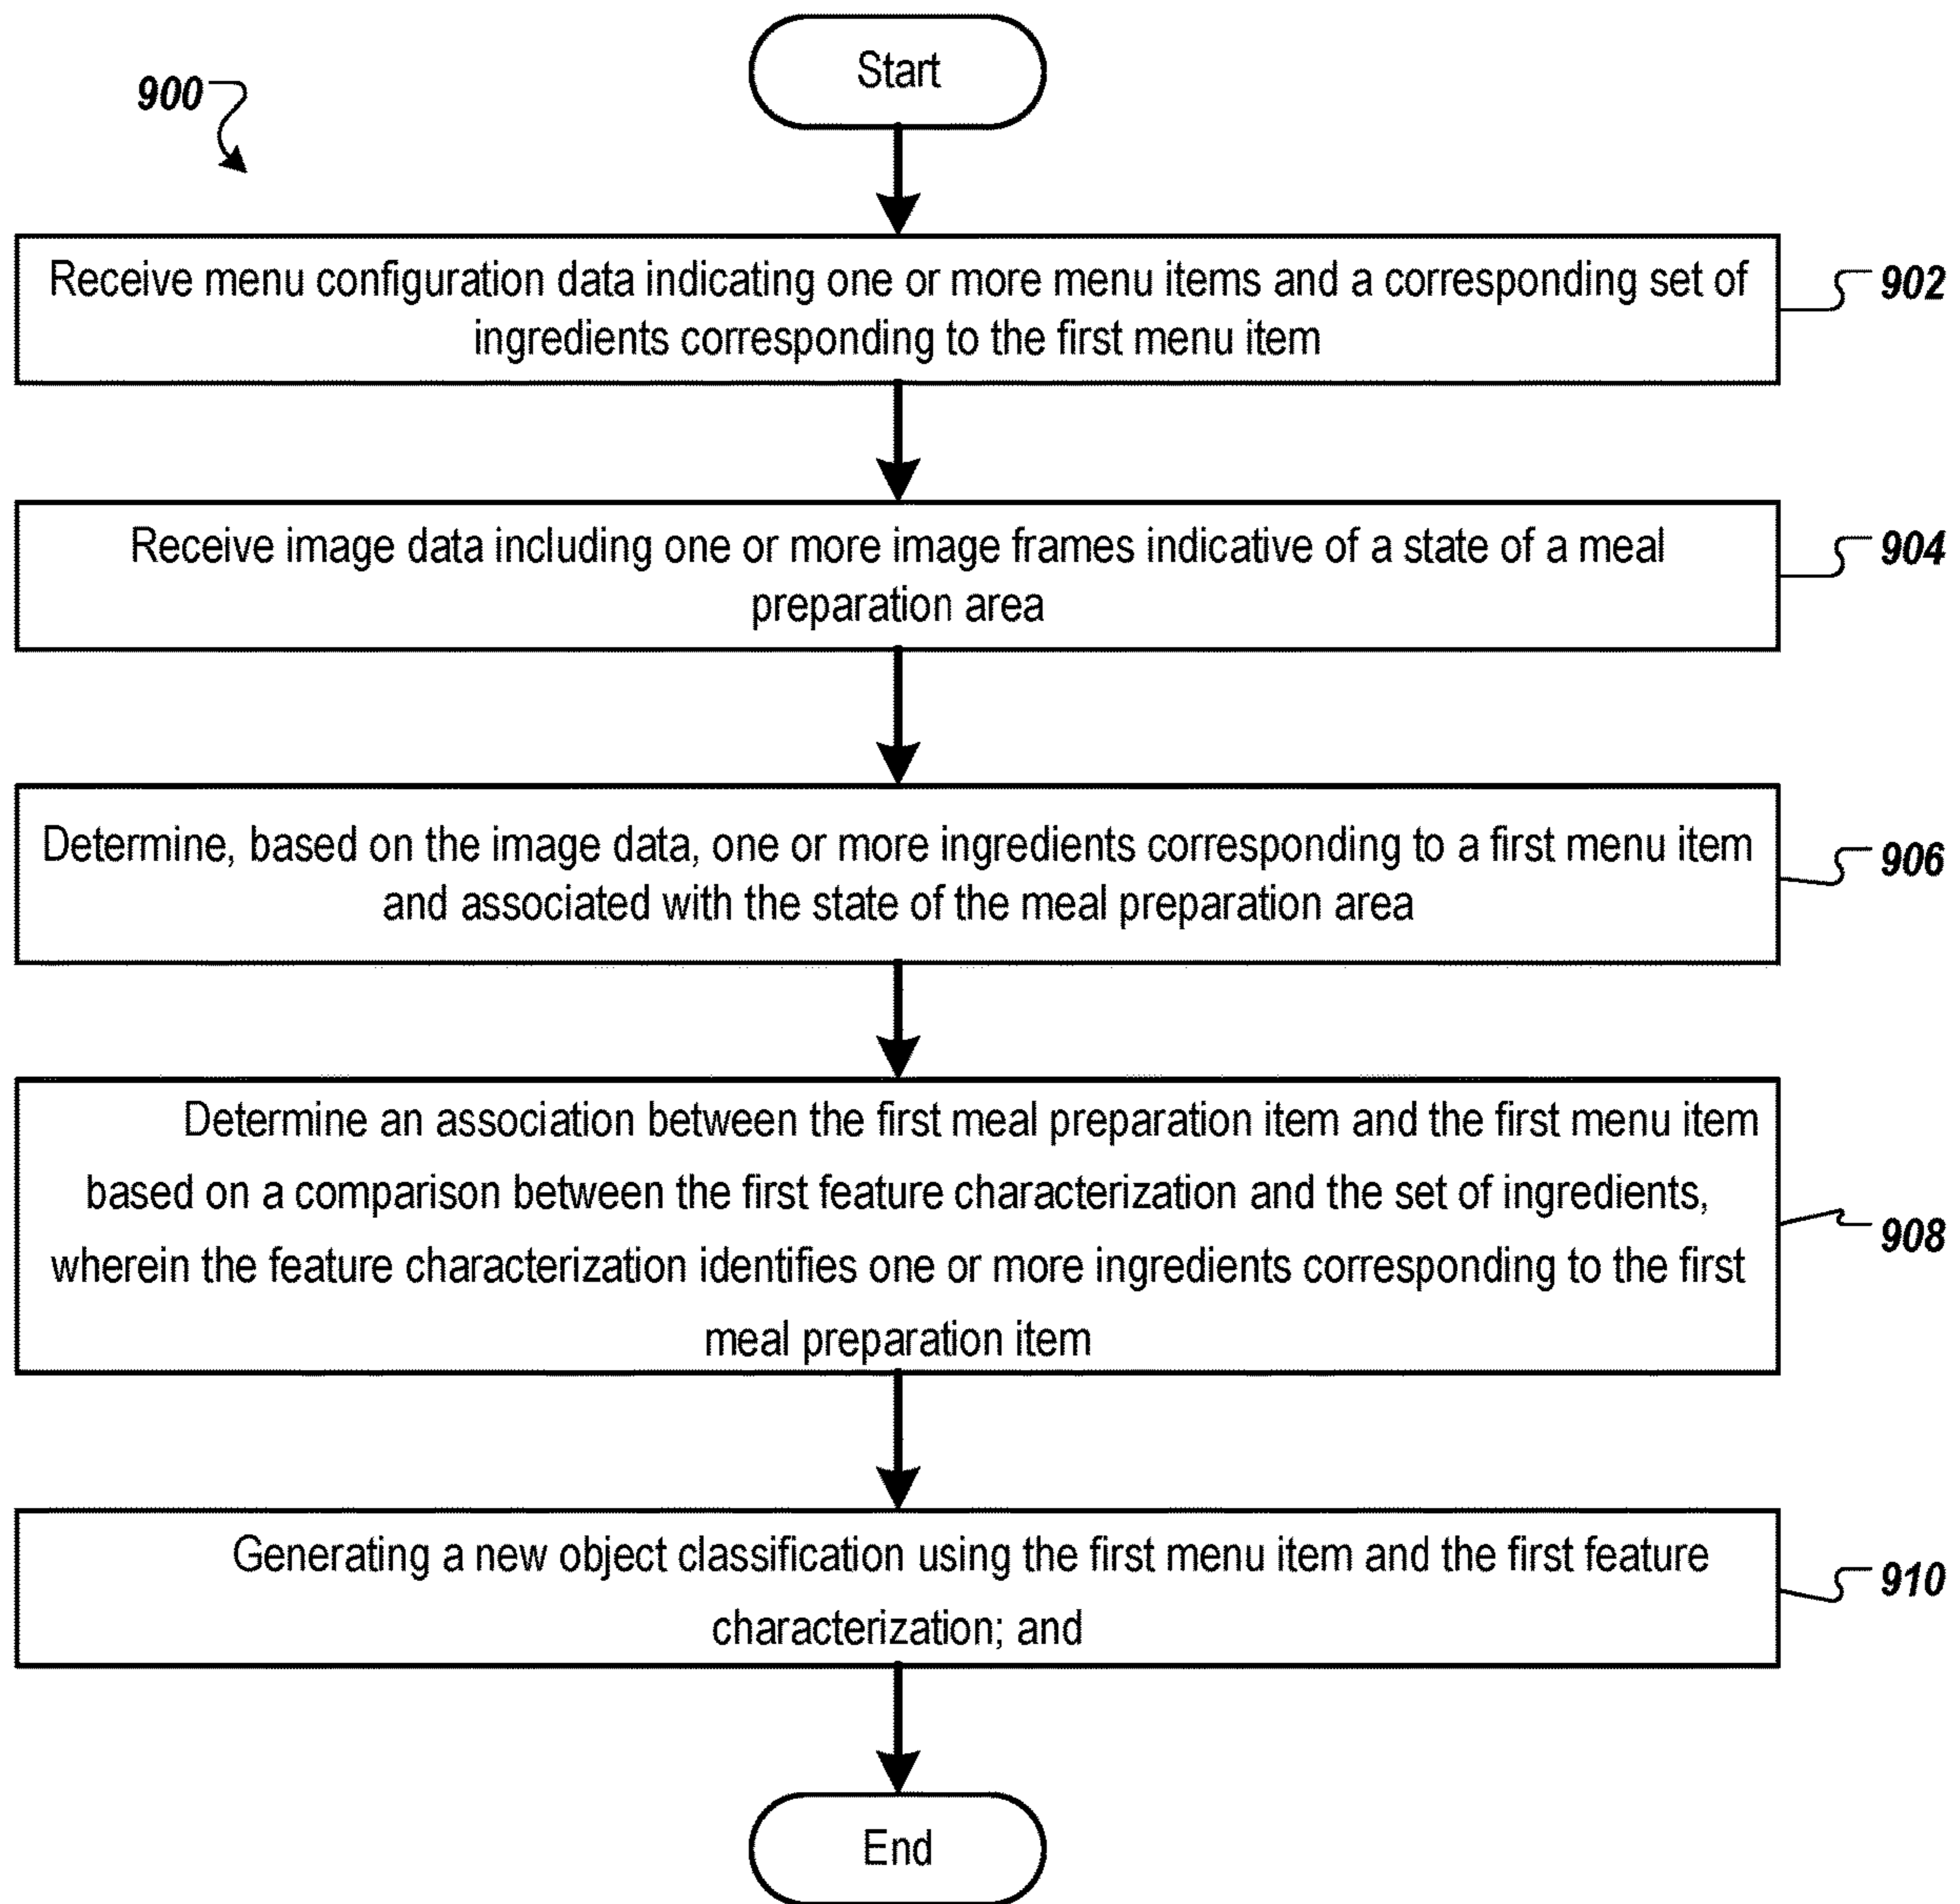 Start
900
Receive menu configuration data indicating one or more menu items and a corresponding set of
ingredients corresponding to the first menu item
902
Receive image data including one or more image frames indicative of a state of a meal
preparation area
904
Determine, based on the image data, one or more ingredients corresponding to a first menu item
and associated with the state of the meal preparation area
906
Determine an association between the first meal preparation item and the first menu item
based on a comparison between the first feature characterization and the set of ingredients,
wherein the feature characterization identifies one or more ingredients corresponding to the first
meal preparation item
908
Generating a new object classification using the first menu item and the first feature
characterization; and
910
End